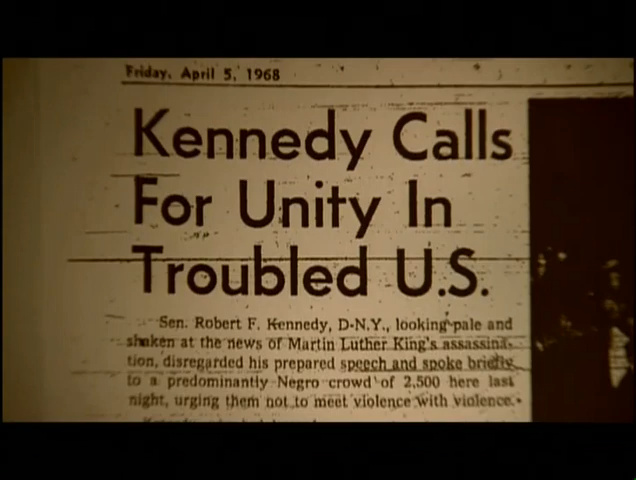 Friday, April 5, 1968
Kennedy Calls
For Unity In
Troubled U.S.
Sen. Robert F. Kennedy, D-N.Y., looking pale and
shaken at the news of Martin Luther King's assassina-
tion, disregarded his prepared speech and spoke briefly
to a predominantly Negro crowd of 2,500 here last
night, urging them not to meet violence with violence.